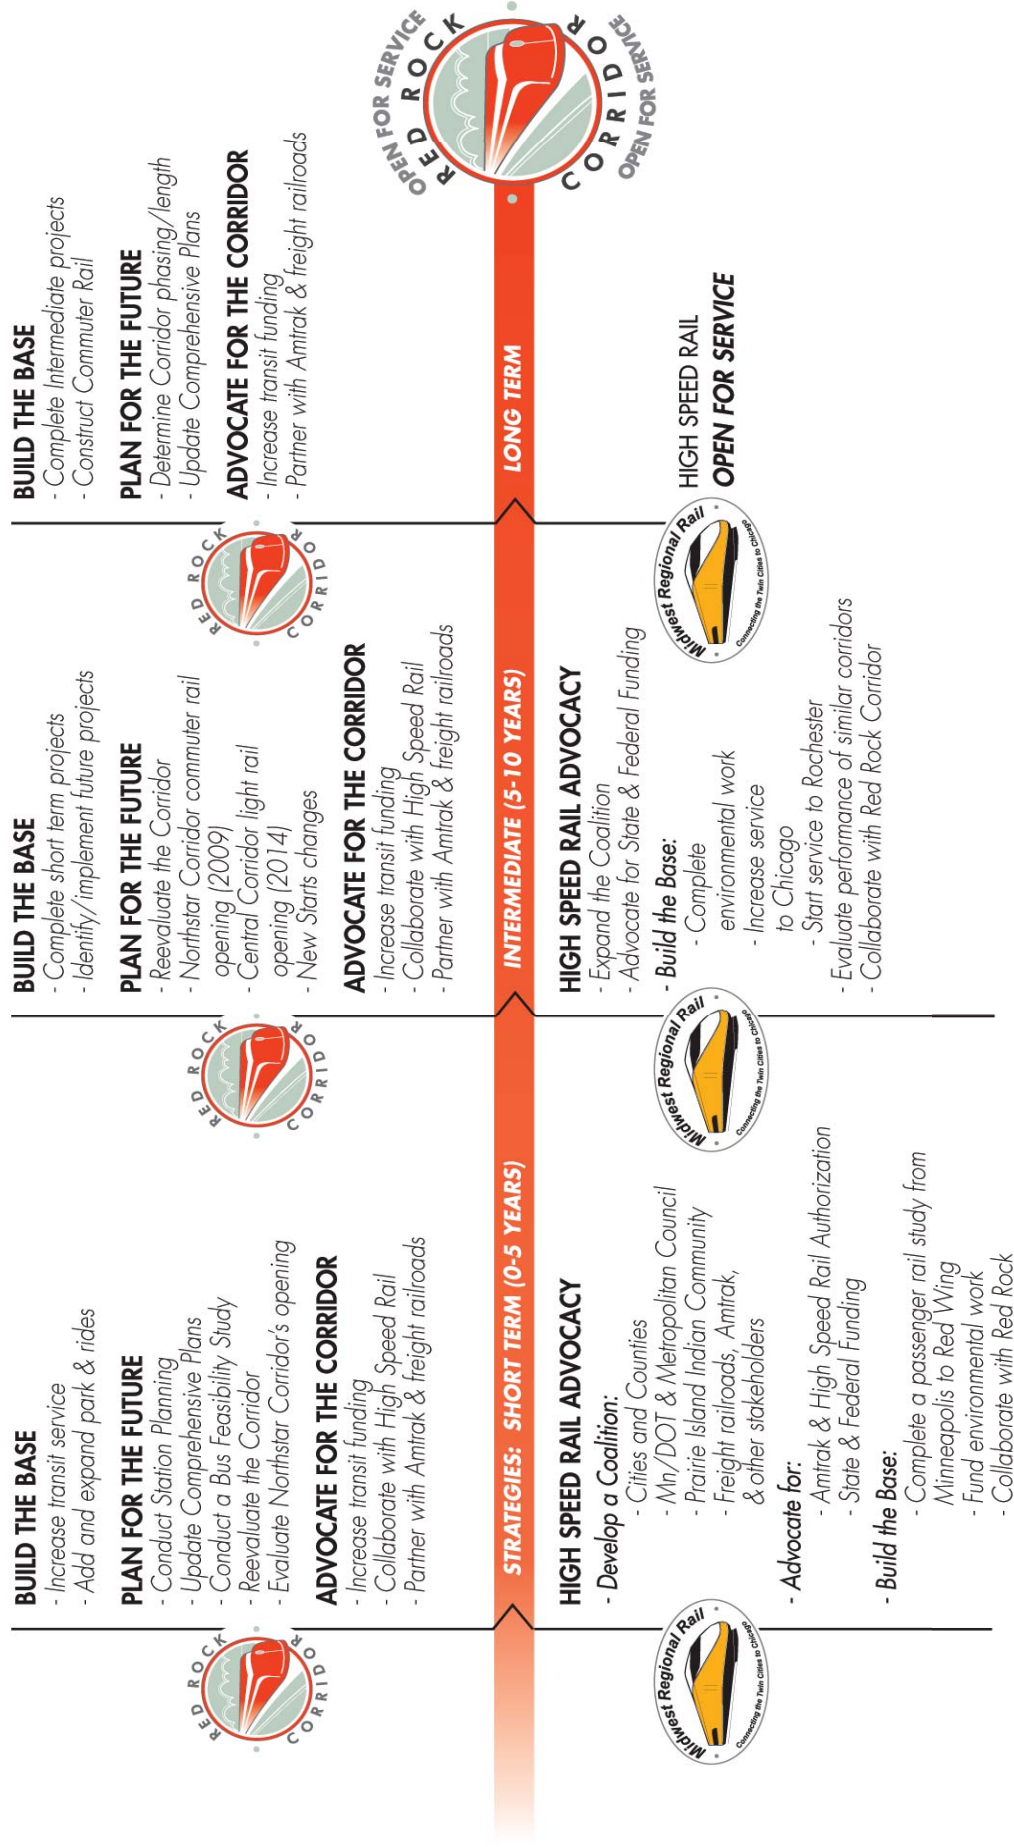 BUILD THE BASE
- Increase transit service
- Add and expand park & rides
PLAN FOR THE FUTURE
- Conduct Station Planning
- Update Comprehensive Plans
- Conduct a Bus Feasibility Study
- Reevaluate the Corridor
- Evaluate Northstar Corridor's opening
ADVOCATE FOR THE CORRIDOR
- Increase transit funding
- Collaborate with High Speed Rail
- Partner with Amtrak & freight railroads
BUILD THE BASE
- Complete short term projects
- Identify/implement future projects
PLAN FOR THE FUTURE
- Reevaluate the Corridor
- Northstar Corridor commuter rail
opening (2009)
- Central Corridor light rail
opening (2014)
- New Starts changes
ADVOCATE FOR THE CORRIDOR
- Increase transit funding
- Collaborate with High Speed Rail
- Partner with Amtrak & freight railroads
BUILD THE BASE
- Complete Intermediate projects
- Construct Commuter Rail
PLAN FOR THE FUTURE
- Determine Corridor phasing/length
- Update Comprehensive Plans
ADVOCATE FOR THE CORRIDOR
- Increase transit funding
- Partner with Amtrak & freight railroads
RED ROCK
CORRIDOR
RED ROCK
CORRIDOR
RED ROCK
CORRIDOR
OPEN FOR SERVICE
RED ROCK
CORRIDOR
OPEN FOR SERVICE
STRATEGIES: SHORT TERM (0-5 YEARS)
INTERMEDIATE (5-10 YEARS)
LONG TERM
HIGH SPEED RAIL ADVOCACY
- Develop a Coalition:
- Cities and Counties
- Mn/DOT & Metropolitan Council
- Prairie Island Indian Community
- Freight railroads, Amtrak,
& other stakeholders
- Advocate for:
- Amtrak & High Speed Rail Authorization
- State & Federal Funding
- Build the Base:
- Complete a passenger rail study from
Minneapolis to Red Wing
- Fund environmental work
- Collaborate with Red Rock
HIGH SPEED RAIL ADVOCACY
- Expand the Coalition
- Advocate for State & Federal Funding
- Build the Base:
- Complete
environmental work
- Increase service
to Chicago
- Start service to Rochester
- Evaluate performance of similar corridors
- Collaborate with Red Rock Corridor
HIGH SPEED RAIL
OPEN FOR SERVICE
Midwest Regional Rail
Connecting the Twin Cities to Chicago
Midwest Regional Rail
Connecting the Twin Cities to Chicago
Midwest Regional Rail
Connecting the Twin Cities to Chicago